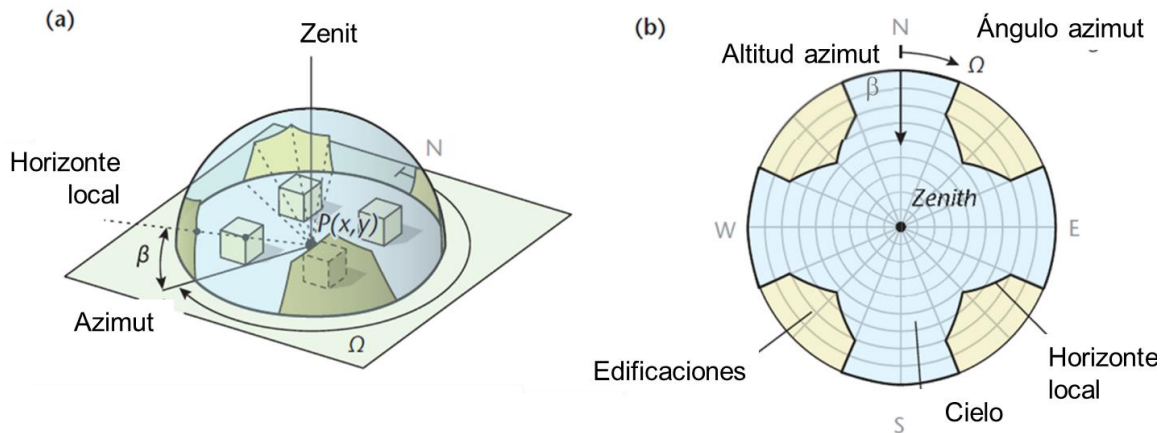 (a)
Zenit
Horizonte
local
N
P(x,y)
β
Azimut
Ω
(b)
N
Ángulo azimut
Altitud azimut
Ω
β
Zenith
W
E
Edificaciones
Horizonte
local
Cielo
S